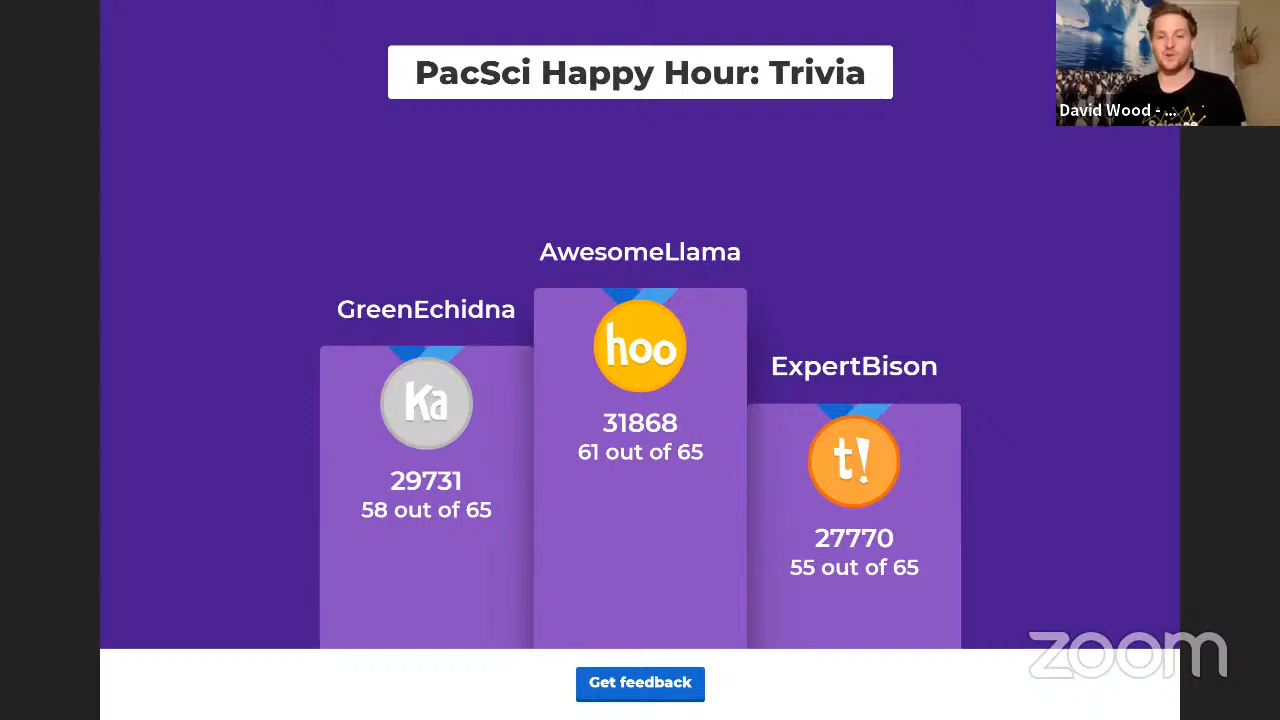 PacSci Happy Hour: Trivia
David Wood - ...
Science
AwesomeLlama
GreenEchidna
ExpertBison
hoo
31868
61 out of 65
Ka
29731
58 out of 65
t!
27770
55 out of 65
zoom
Get feedback